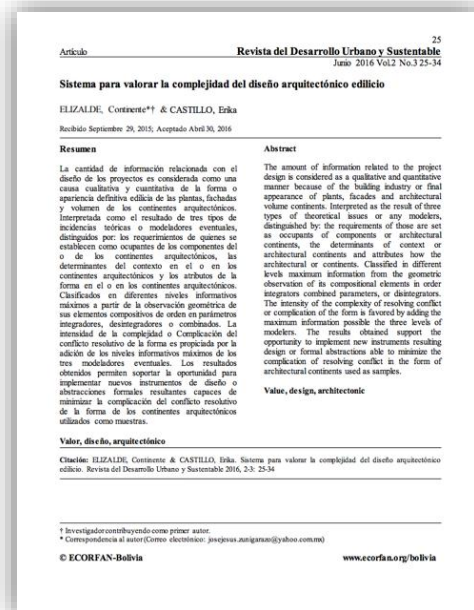 25
Artículo
Revista del Desarrollo Urbano y Sustentable
Junio 2016 Vol.2 No.3 25-34
Sistema para valorar la complejidad del diseño arquitectónico edilicio
ELIZALDE, Continente*† & CASTILLO, Erika
Recibido Septiembre 29, 2015; Aceptado Abril 30, 2016
Resumen
La cantidad de información relacionada con el
diseño de los proyectos es considerada como una
causa cualitativa y cuantitativa de la forma o
apariencia definitiva edilicia de las plantas, fachadas
y volumen de los continentes arquitectónicos.
Interpretada como el resultado de tres tipos de
incidencias teóricas o modeladores eventuales,
distinguidos por: los requerimientos de quienes se
establecen como ocupantes de los componentes del
o de los continentes arquitectónicos, las
determinantes del contexto en el o en los
continentes arquitectónicos y los atributos de la
forma en el o en los continentes arquitectónicos.
Clasificados en diferentes niveles informativos
máximos a partir de la observación geométrica de
sus elementos compositivos de orden en parámetros
integradores, desintegradores o combinados. La
intensidad de la complejidad o Complicación del
conflicto resolutivo de la forma es propiciada por la
adición de los niveles informativos máximos de los
tres modeladores eventuales. Los resultados
obtenidos permiten soportar la oportunidad para
implementar nuevos instrumentos de diseño o
abstracciones formales resultantes capaces de
minimizar la complicación del conflicto resolutivo
de la forma de los continentes arquitectónicos
utilizados como muestras.
Valor, diseño, arquitectónico
Abstract
The amount of information related to the project
design is considered as a qualitative and quantitative
manner because of the building industry or final
appearance of plants, facades and architectural
volume continents. Interpreted as the result of three
types of theoretical issues or any modelers,
distinguished by: the requirements of those are set
as occupants of components or architectural
continents, the determinants of context or
architectural continents and attributes how the
architectural or continents. Classified in different
levels maximum information from the geometric
observation of its compositional elements in order
integrators combined parameters, or disintegrators.
The intensity of the complexity of resolving conflict
or complication of the form is favored by adding the
maximum information possible the three levels of
modelers. The results obtained support the
opportunity to implement new instruments resulting
design or formal abstractions able to minimize the
complication of resolving conflict in the form of
architectural continents used as samples.
Value, design, architectonic
Citación: ELIZALDE, Continente & CASTILLO, Erika. Sistema para valorar la complejidad del diseño arquitectónico
edilicio. Revista del Desarrollo Urbano y Sustentable 2016, 2-3: 25-34
† Investigador contribuyendo como primer autor.
* Correspondencia al autor (Correo electrónico: josejesus.zunigaram@yahoo.com.mx)
© ECORFAN-Bolivia
www.ecorfan.org/bolivia